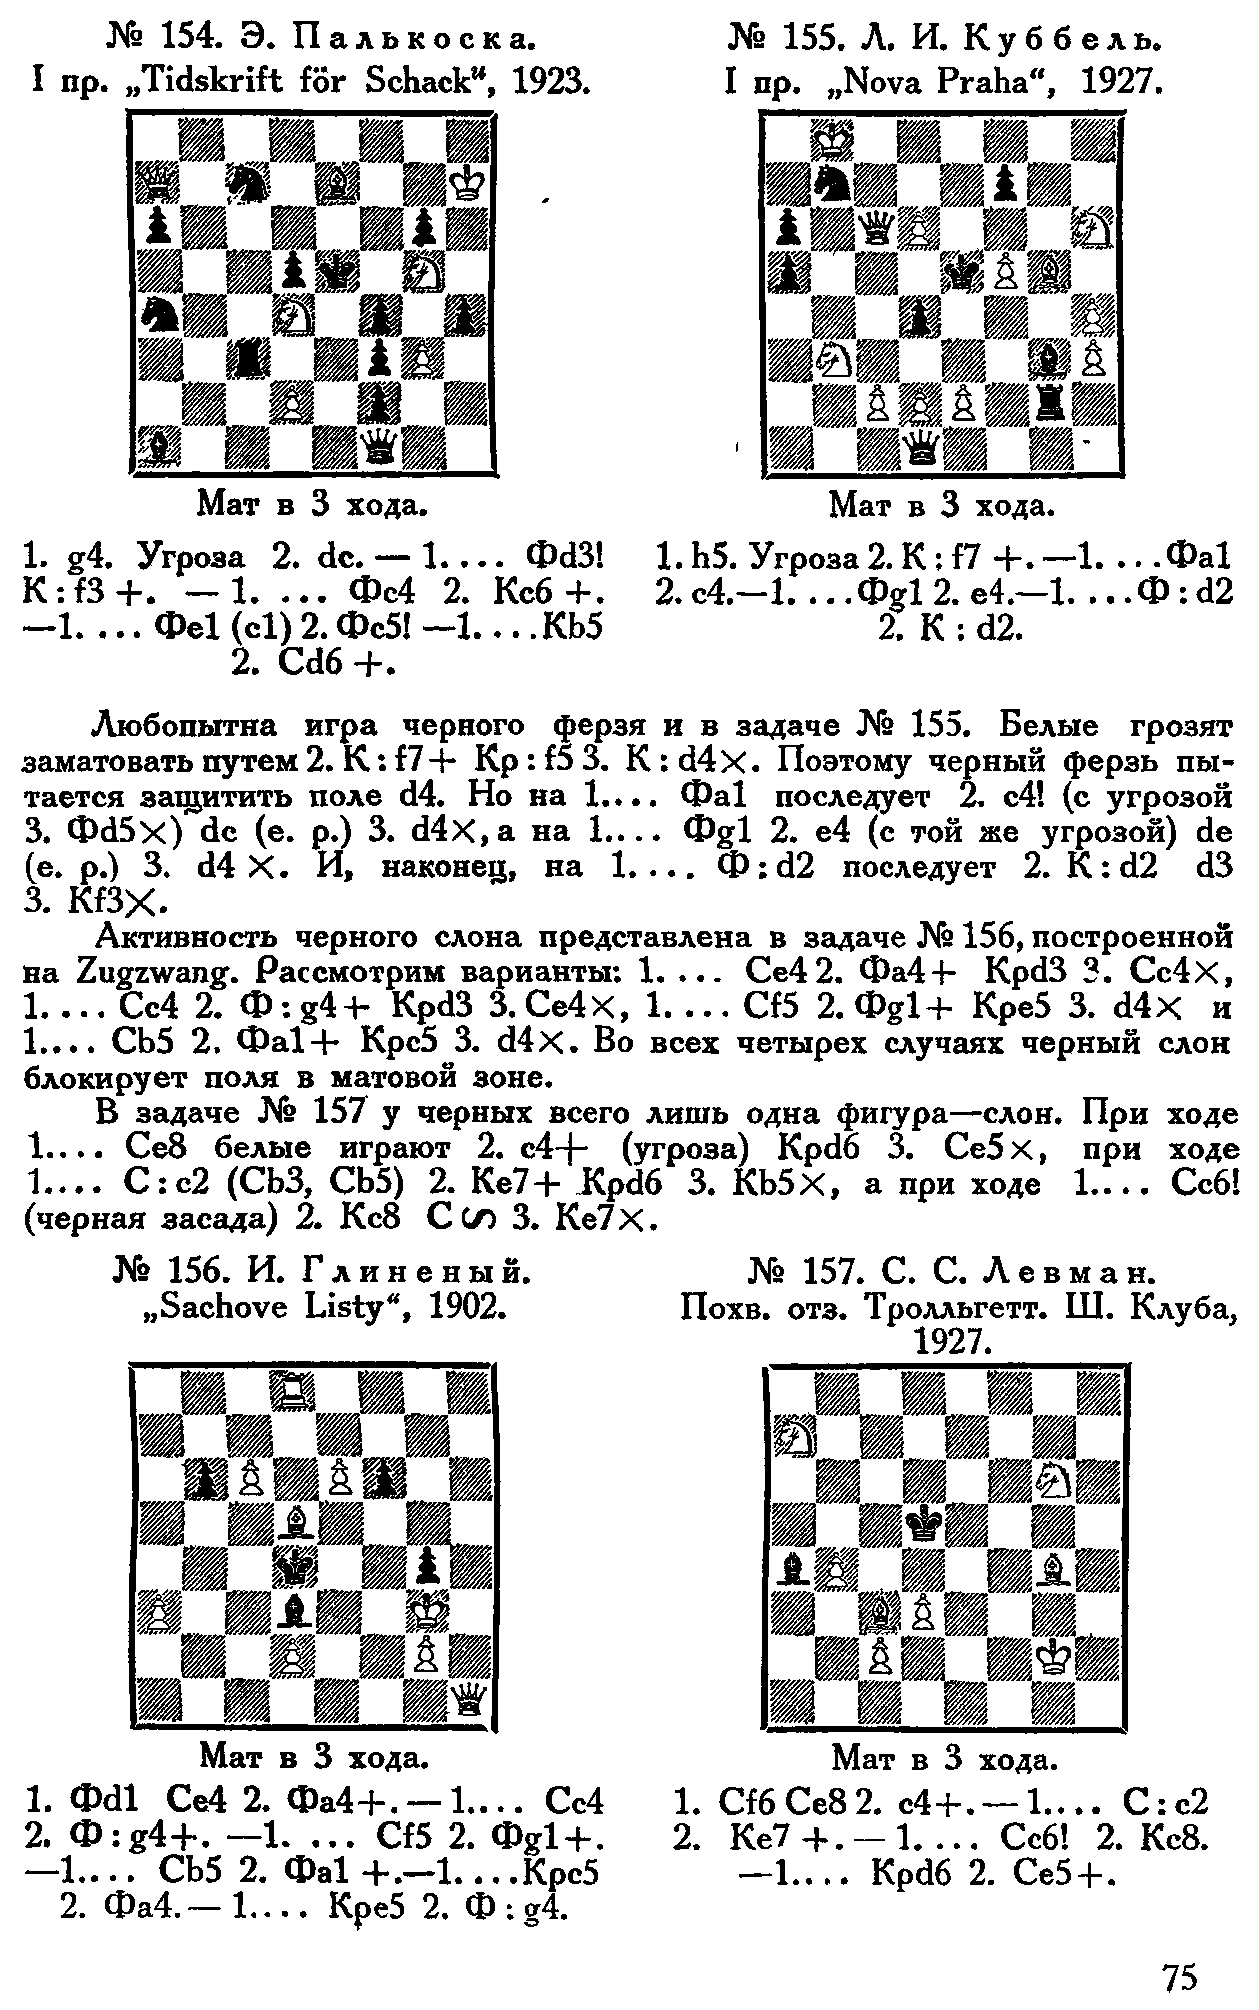 № 154. Э. Палькоска.
I пр. „Tidskrift för Schack“, 1923.
Мат в 3 хода.
1. g4. Угроза 2. dc. — 1.... Фd3!
К : f3 +. — 1. ... Фc4 2. Кc6 +.
—1. ... Фe1 (c1) 2. Фc5! —1....Кb5
2. Сd6 +.
№ 155. Л. И. Куббель.
I пр. „Nova Praha“, 1927.
Мат в 3 хода.
1. h5. Угроза 2. К : f7 +. —1. ...Фa1
2. c4.—1. ...Фg1 2. e4.—1. ...Ф : d2
2. К : d2.
Любопытна игра черного ферзя и в задаче № 155. Белые грозят
заматовать путем 2. К : f7+ Кр : f5 3. К : d4×. Поэтому черный ферзь пы-
тается защитить поле d4. Но на 1.... Фa1 последует 2. c4! (с угрозой
3. Фd5×) dc (e. p.) 3. d4×, а на 1.... Фg1 2. e4 (с той же угрозой) de
(e. p.) 3. d4 ×. И, наконец, на 1.... Ф : d2 последует 2. К : d2 d3
3. Кf3×.
Активность черного слона представлена в задаче № 156, построенной
на Zugzwang. Рассмотрим варианты: 1. ... Сe4 2. Фa4+ Крd3 3. Сc4×,
1.... Сc4 2. Ф : g4+ Крd3 3. Сe4×, 1.... Сf5 2. Фg1+ Крe5 3. d4× и
1.... Сb5 2. Фa1+ Крc5 3. d4×. Во всех четырех случаях черный слон
блокирует поля в матовой зоне.
В задаче № 157 у черных всего лишь одна фигура—слон. При ходе
1.... Сe8 белые играют 2. c4+ (угроза) Крd6 3. Сe5×, при ходе
1.... С : c2 (Сb3, Сb5) 2. Кe7+ Крd6 3. Кb5×, а при ходе 1.... Сc6!
(черная засада) 2. Кc8 С ∽ 3. Кe7×.
№ 156. И. Глиненый.
„Sachove Listy“, 1902.
Мат в 3 хода.
1. Фd1 Сe4 2. Фa4+. — 1.... Сc4
2. Ф : g4+. —1. ... Сf5 2. Фg1+.
—1.... Сb5 2. Фa1 +.—1. ...Крc5
2. Фa4.— 1.... Крe5 2. Ф : g4.
№ 157. С. С. Левман.
Похв. отз. Тролльгетт. Ш. Клуба,
1927.
Мат в 3 хода.
1. Сf6 Сe8 2. c4+. — 1.... С : c2
2. Кe7 +. — 1. ... Сc6! 2. Кc8.
—1.... Крd6 2. Сe5+.
75